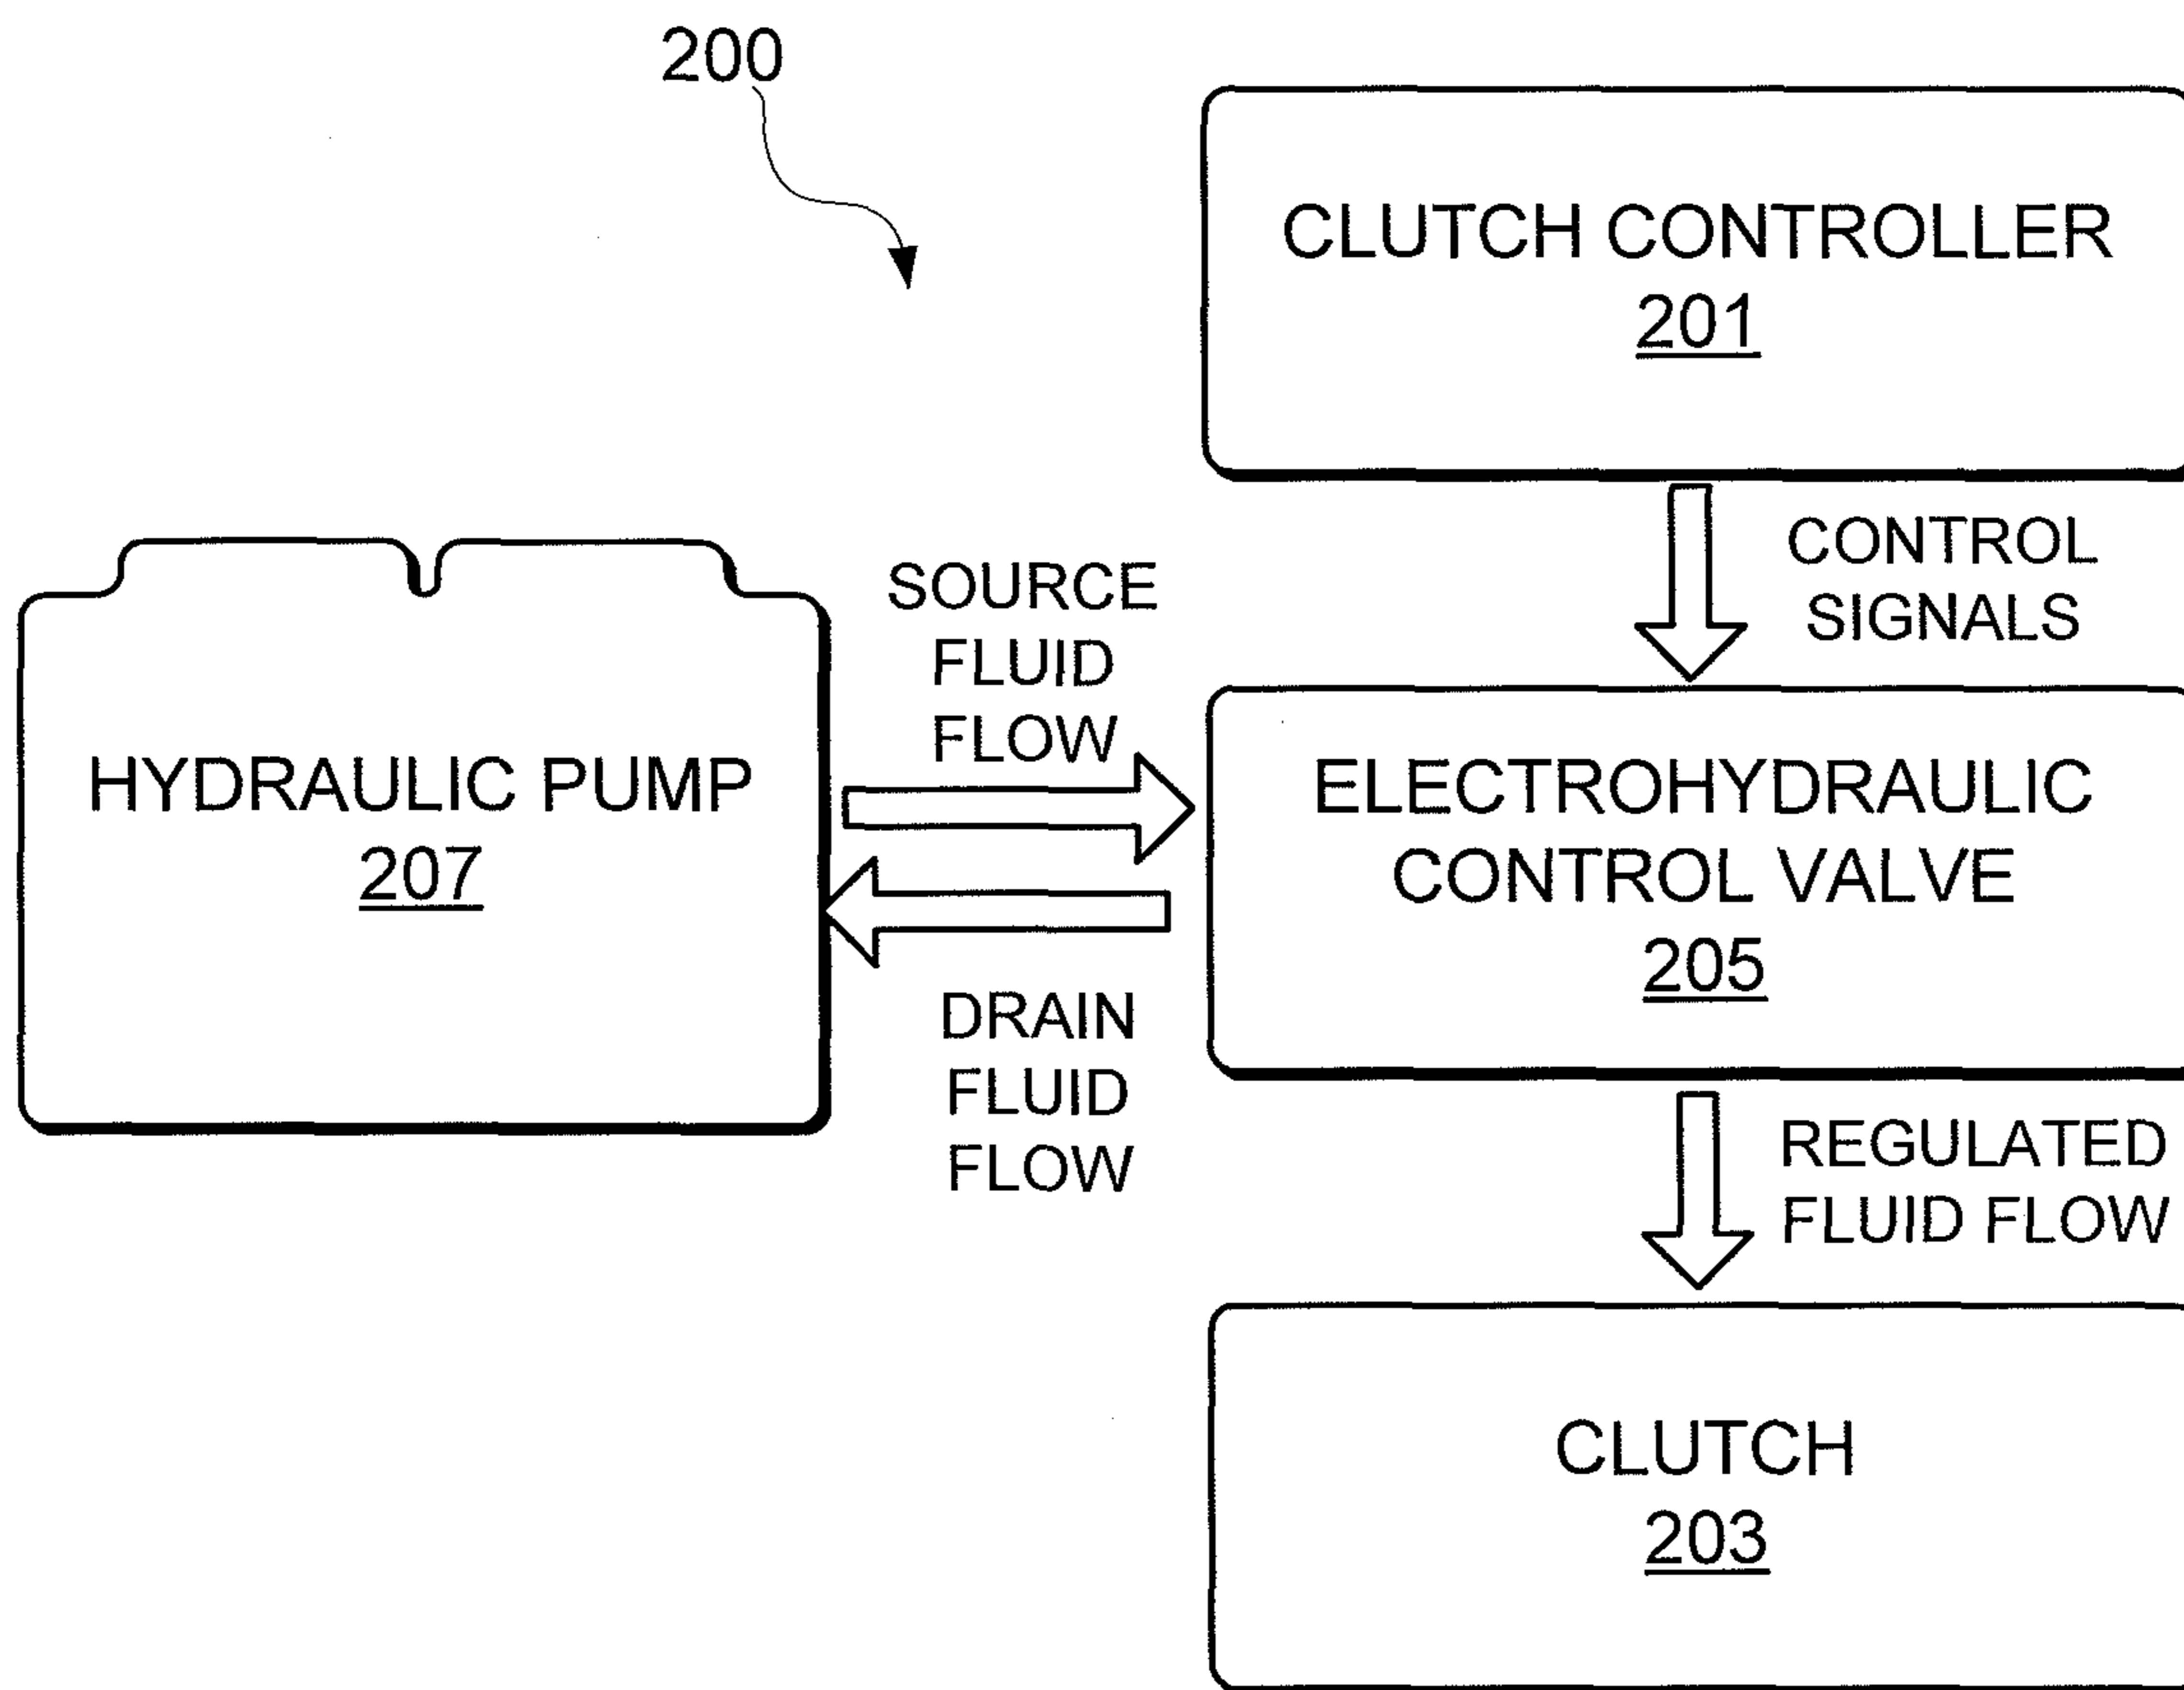 200
CLUTCH CONTROLLER
201
CONTROL
SIGNALS
SOURCE
FLUID
FLOW
HYDRAULIC PUMP
207
ELECTROHYDRAULIC
CONTROL VALVE
205
DRAIN
FLUID
FLOW
REGULATED
FLUID FLOW
CLUTCH
203